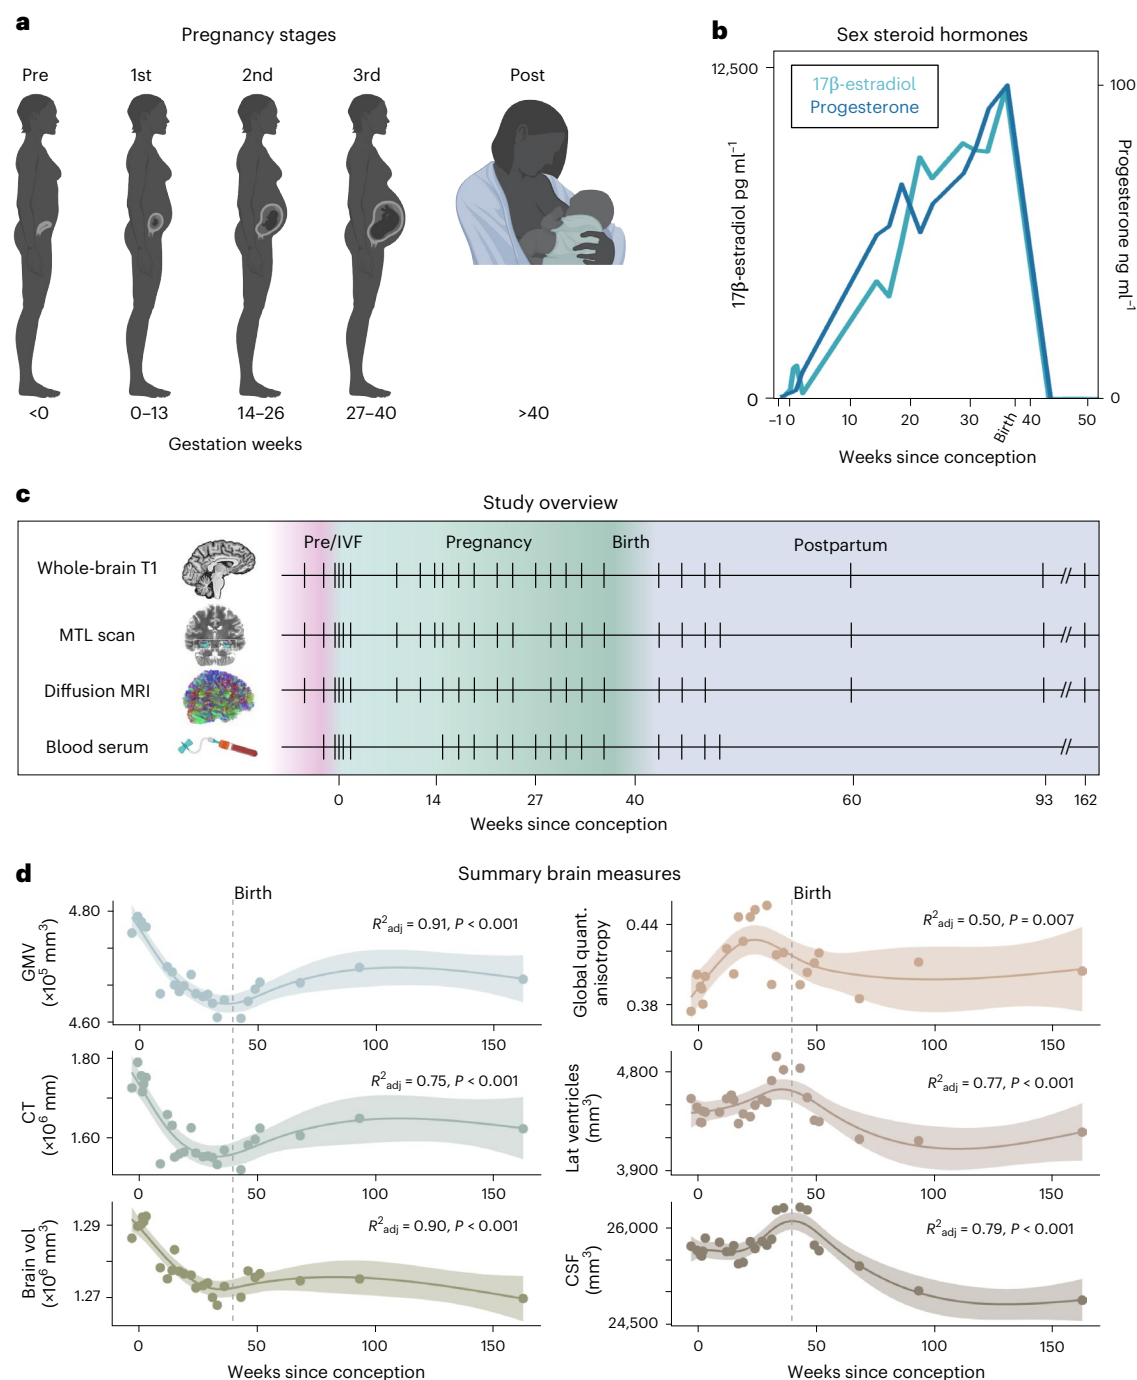 a
Pregnancy stages
Pre 1st 2nd 3rd Post
<0 0–13 14–26 27–40 >40
Gestation weeks
b
Sex steroid hormones
12,500
0
17β-estradiol pg ml⁻¹
17β-estradiol
Progesterone
100
0
Progesterone ng ml⁻¹
–1 0 10 20 30 Birth 40 50
Weeks since conception
c
Study overview
Pre/IVF Pregnancy Birth Postpartum
Whole-brain T1
MTL scan
Diffusion MRI
Blood serum
0 14 27 40 60 93 162
Weeks since conception
d
Summary brain measures
Birth
GMV
(×10⁵ mm³)
4.80
4.60
R²adj = 0.91, P < 0.001
0 50 100 150
CT
(×10⁶ mm)
1.80
1.60
R²adj = 0.75, P < 0.001
0 50 100 150
Brain vol
(×10⁶ mm³)
1.29
1.27
R²adj = 0.90, P < 0.001
0 50 100 150
Weeks since conception
Birth
Global quant.
anisotropy
0.44
0.38
R²adj = 0.50, P = 0.007
0 50 100 150
Lat ventricles
(mm³)
4,800
3,900
R²adj = 0.77, P < 0.001
0 50 100 150
CSF
(mm³)
26,000
24,500
R²adj = 0.79, P < 0.001
0 50 100 150
Weeks since conception